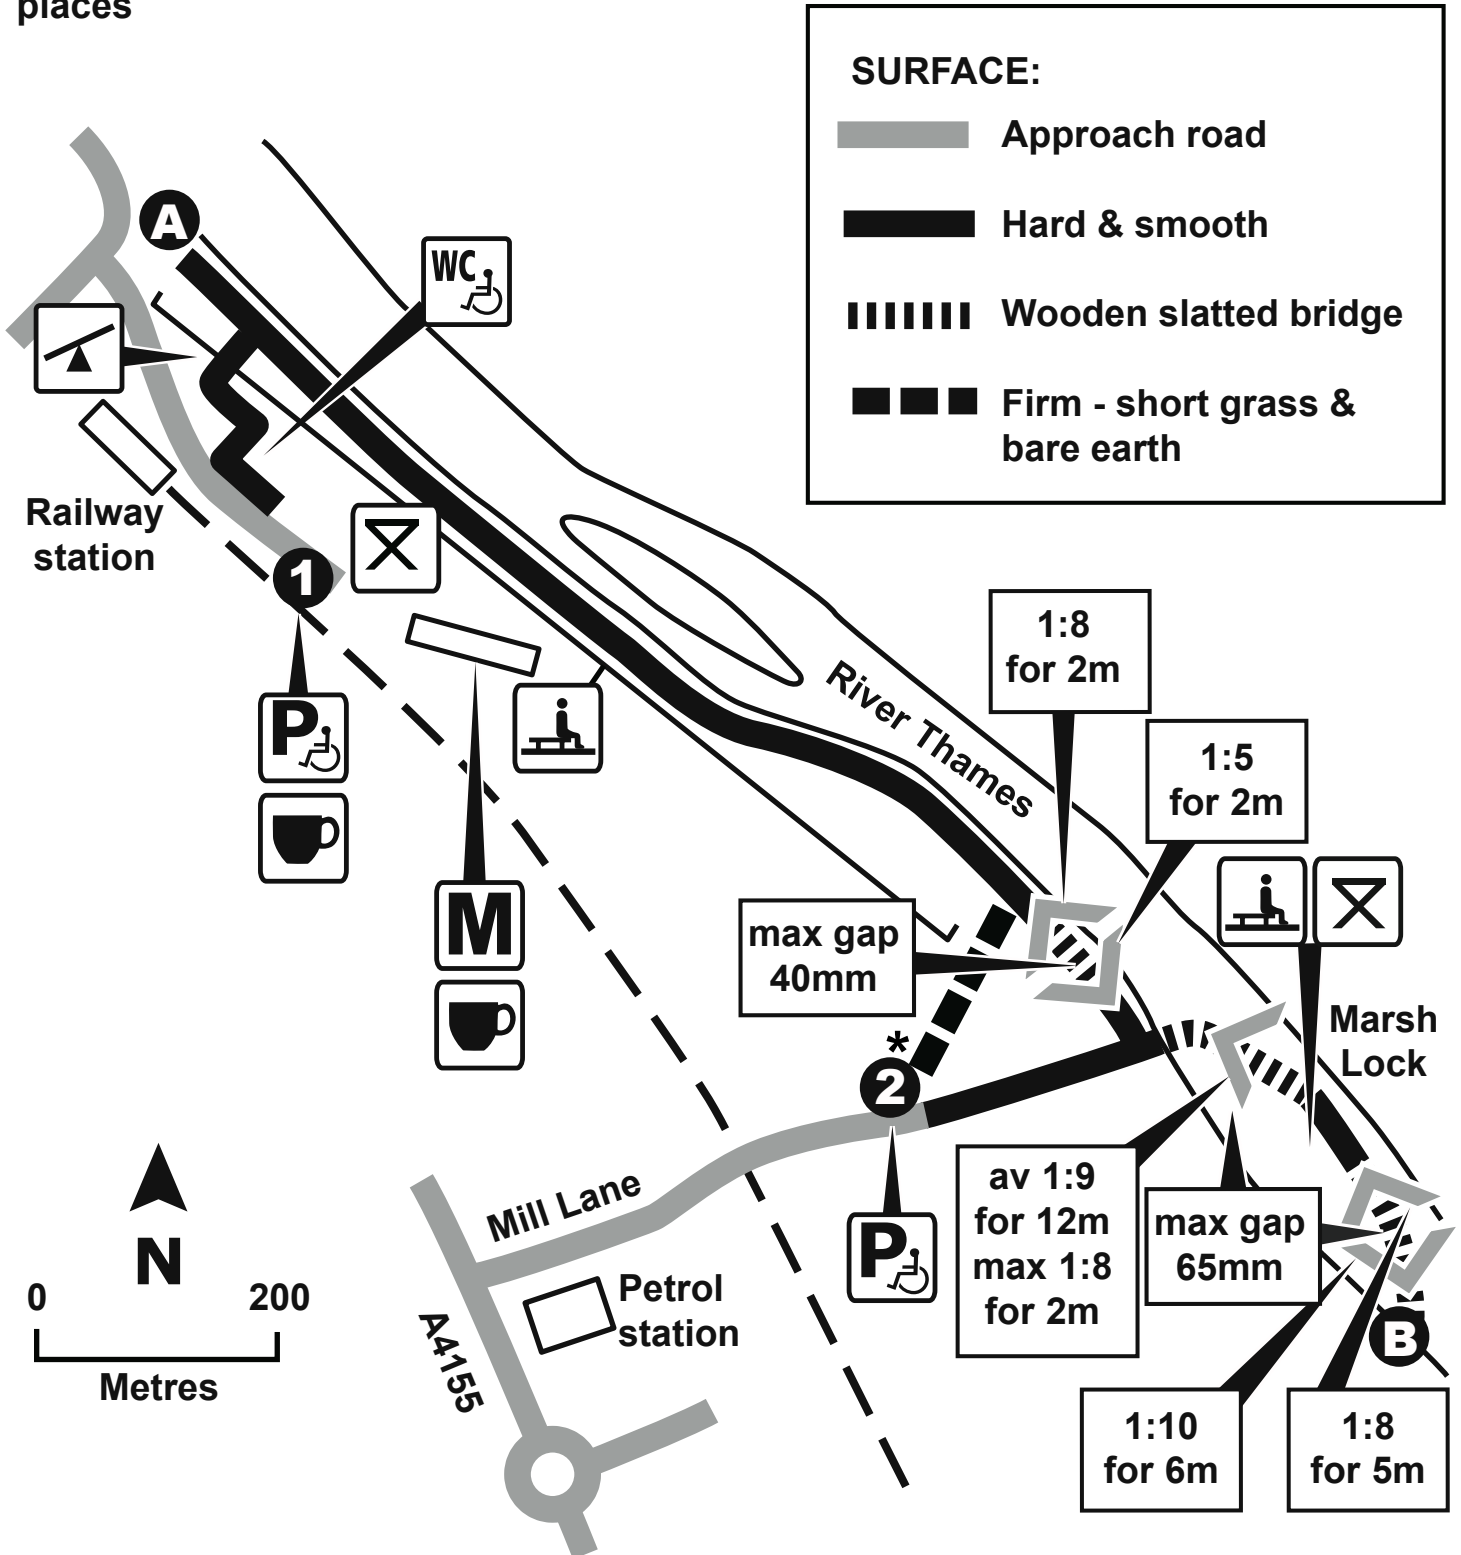 places
SURFACE:
Approach road
Hard & smooth
Wooden slatted bridge
Firm - short grass &
bare earth
A
WC
Railway
station
1
P
M
River Thames
1:8
for 2m
1:5
for 2m
max gap
40mm
*
2
Marsh
Lock
av 1:9
for 12m
max 1:8
for 2m
max gap
65mm
P
Mill Lane
N
0
200
Metres
Petrol
station
A4155
B
1:10
for 6m
1:8
for 5m